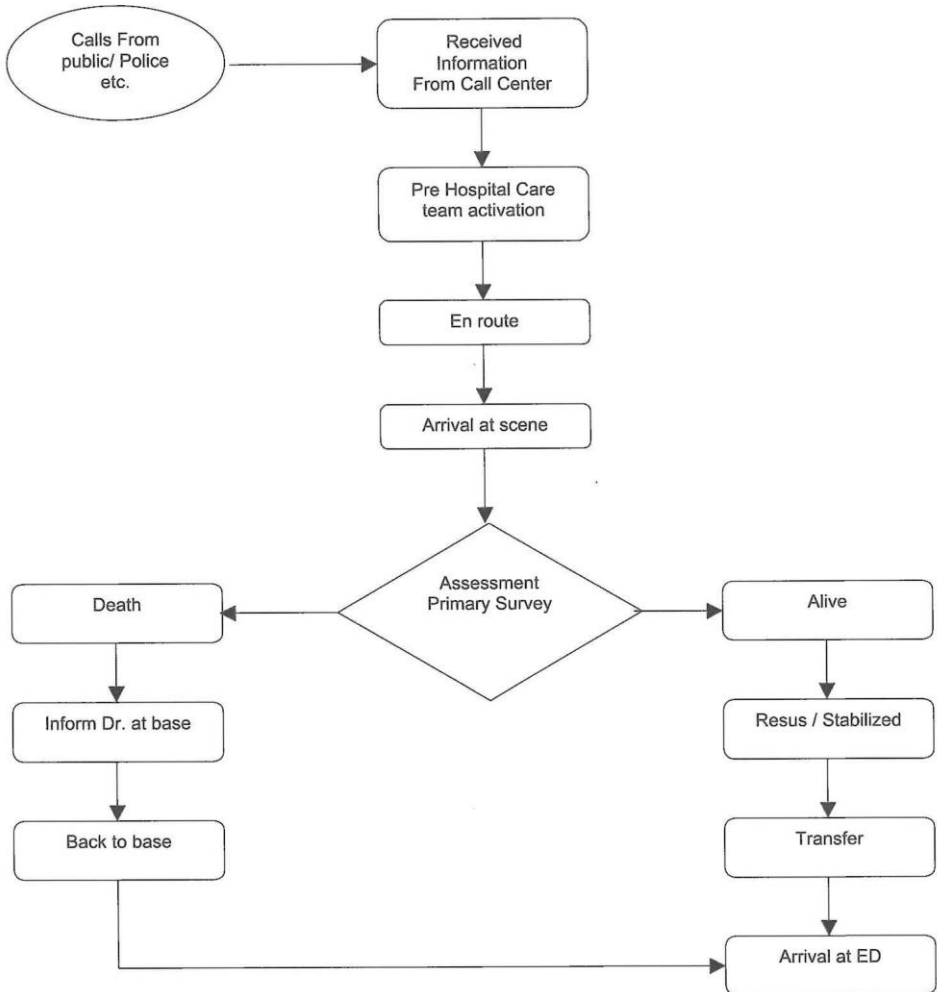 Calls From
public/ Police
etc.
Received
Information
From Call Center
Pre Hospital Care
team activation
En route
Arrival at scene
Assessment
Primary Survey
Death
Alive
Inform Dr. at base
Resus / Stabilized
Back to base
Transfer
Arrival at ED